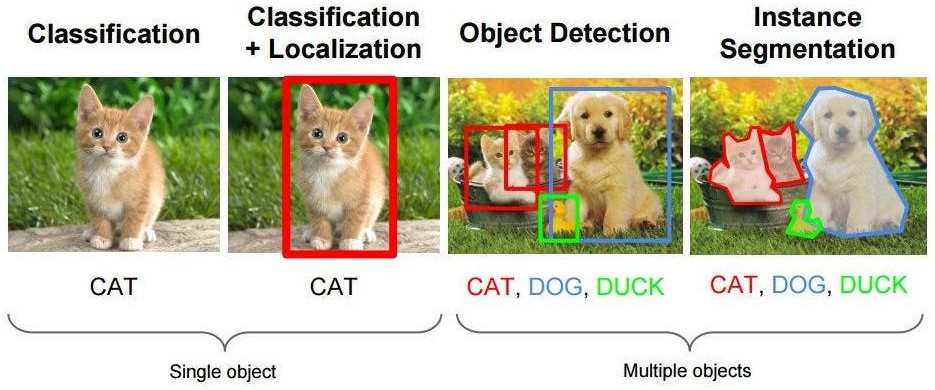 Classification
Classification
+ Localization
Object Detection
Instance
Segmentation
CAT
CAT
CAT, DOG, DUCK
CAT, DOG, DUCK
Single object
Multiple objects